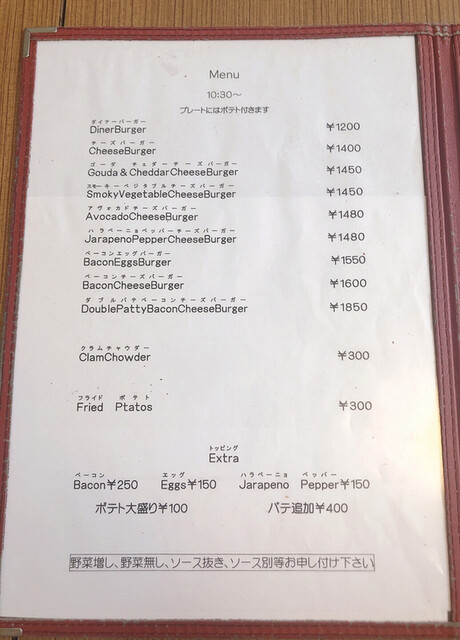 Menu
10:30～
プレートにはポテト付きます
ダイナーバーガー
DinerBurger ¥1200
チーズバーガー
CheeseBurger ¥1400
ゴーダ チェダーチーズバーガー
Gouda & CheddarCheeseBurger ¥1450
スモーキーベジタブルチーズバーガー
SmokyVegetableCheeseBurger ¥1450
アヴォカドチーズバーガー
AvocadoCheeseBurger ¥1480
ハラペーニョペッパーチーズバーガー
JarapenoPepperCheeseBurger ¥1480
ベーコンエッグバーガー
BaconEggsBurger ¥1550
ベーコンチーズバーガー
BaconCheeseBurger ¥1600
ダブルパテベーコンチーズバーガー
DoublePattyBaconCheeseBurger ¥1850
クラムチャウダー
ClamChowder ¥300
フライド ポテト
Fried Ptatos ¥300
トッピング
Extra
ベーコン エッグ ハラペーニョ ペッパー
Bacon¥250 Eggs¥150 Jarapeno Pepper¥150
ポテト大盛り¥100 パテ追加¥400
野菜増し、野菜無し、ソース抜き、ソース別等お申し付け下さい